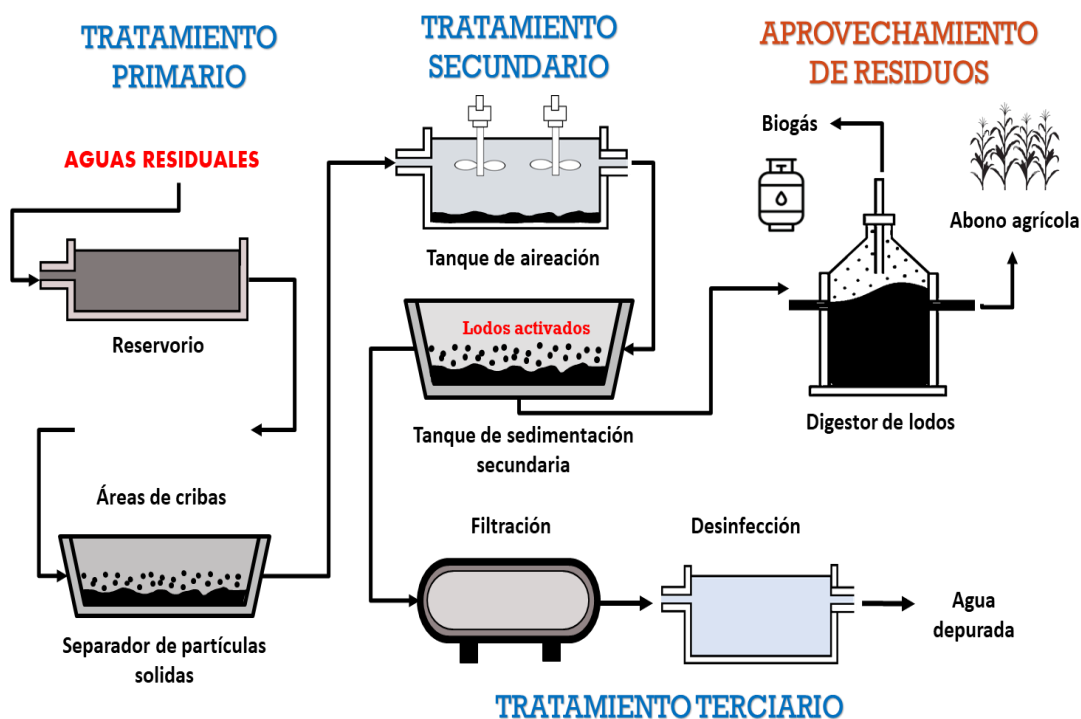 TRATAMIENTO
PRIMARIO
AGUAS RESIDUALES
Reservorio
Áreas de cribas
Separador de partículas
solidas
TRATAMIENTO
SECUNDARIO
Tanque de aireación
Lodos activados
Tanque de sedimentación
secundaria
APROVECHAMIENTO
DE RESIDUOS
Biogás
Abono agrícola
Digestor de lodos
Filtración
Desinfección
Agua
depurada
TRATAMIENTO TERCIARIO